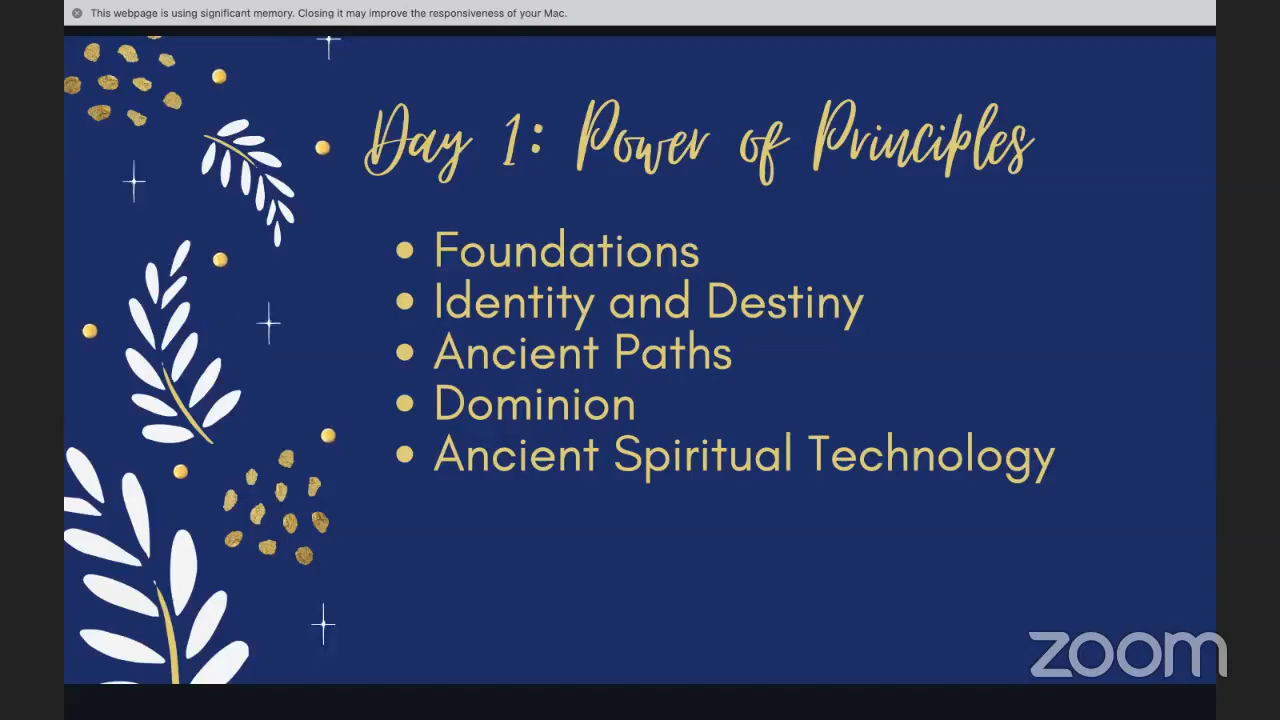 This webpage is using significant memory. Closing it may improve the responsiveness of your Mac.
Day 1: Power of Principles
• Foundations
• Identity and Destiny
• Ancient Paths
• Dominion
• Ancient Spiritual Technology
zoom